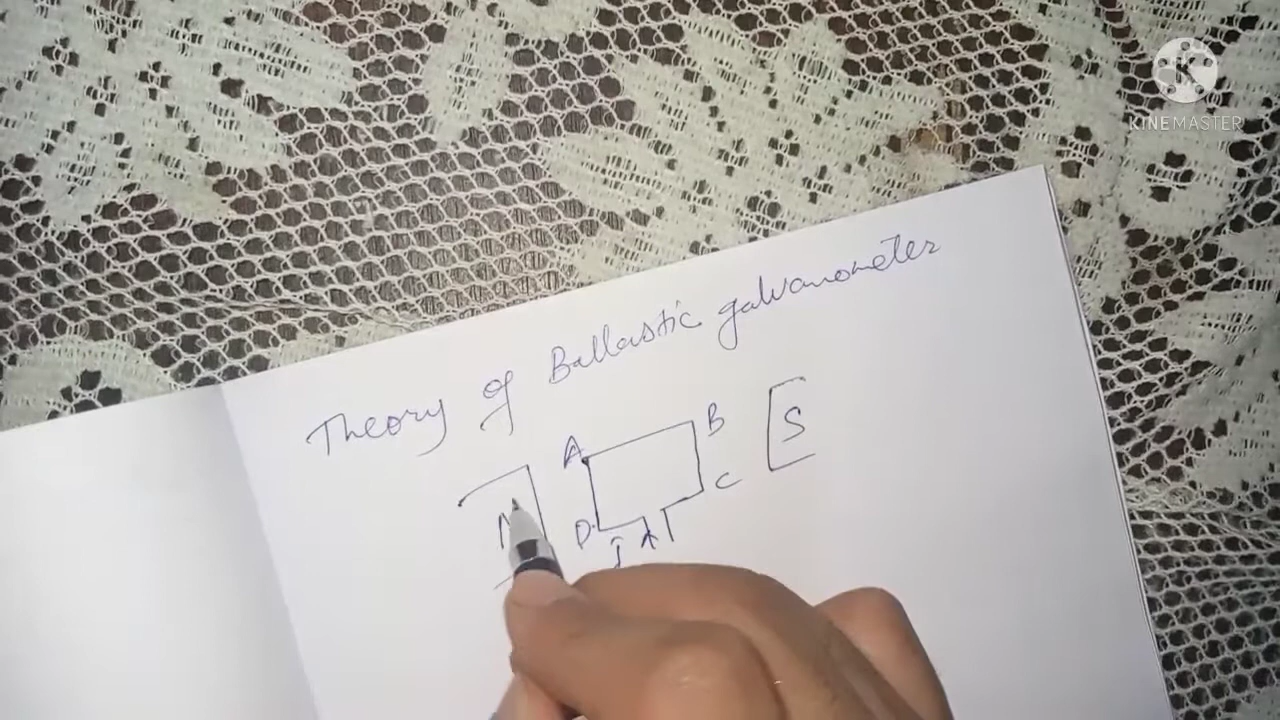 Theory of Ballastic galvanometer
A B
N S
D C
I
K
KINEMASTER